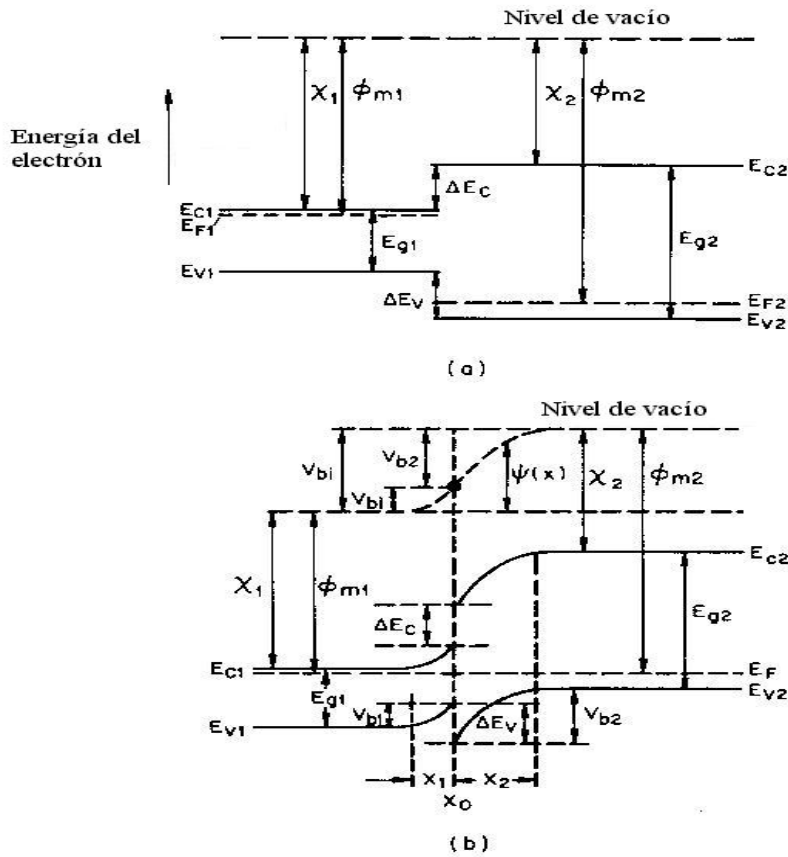 Nivel de vacío
χ₁ ϕm1 χ₂ ϕm2
Energía del
electrón
ΔEC EC2
EC1
EF1
Eg1 Eg2
EV1
ΔEV EF2
EV2
(a)
Nivel de vacío
Vbi Vb2 ψ(x) χ₂ ϕm2
Vbi
χ₁ ϕm1
EC2
ΔEC Eg2
EC1 EF
Eg1 EV2
Vb1 ΔEV Vb2
EV1
X1 X2
X0
(b)